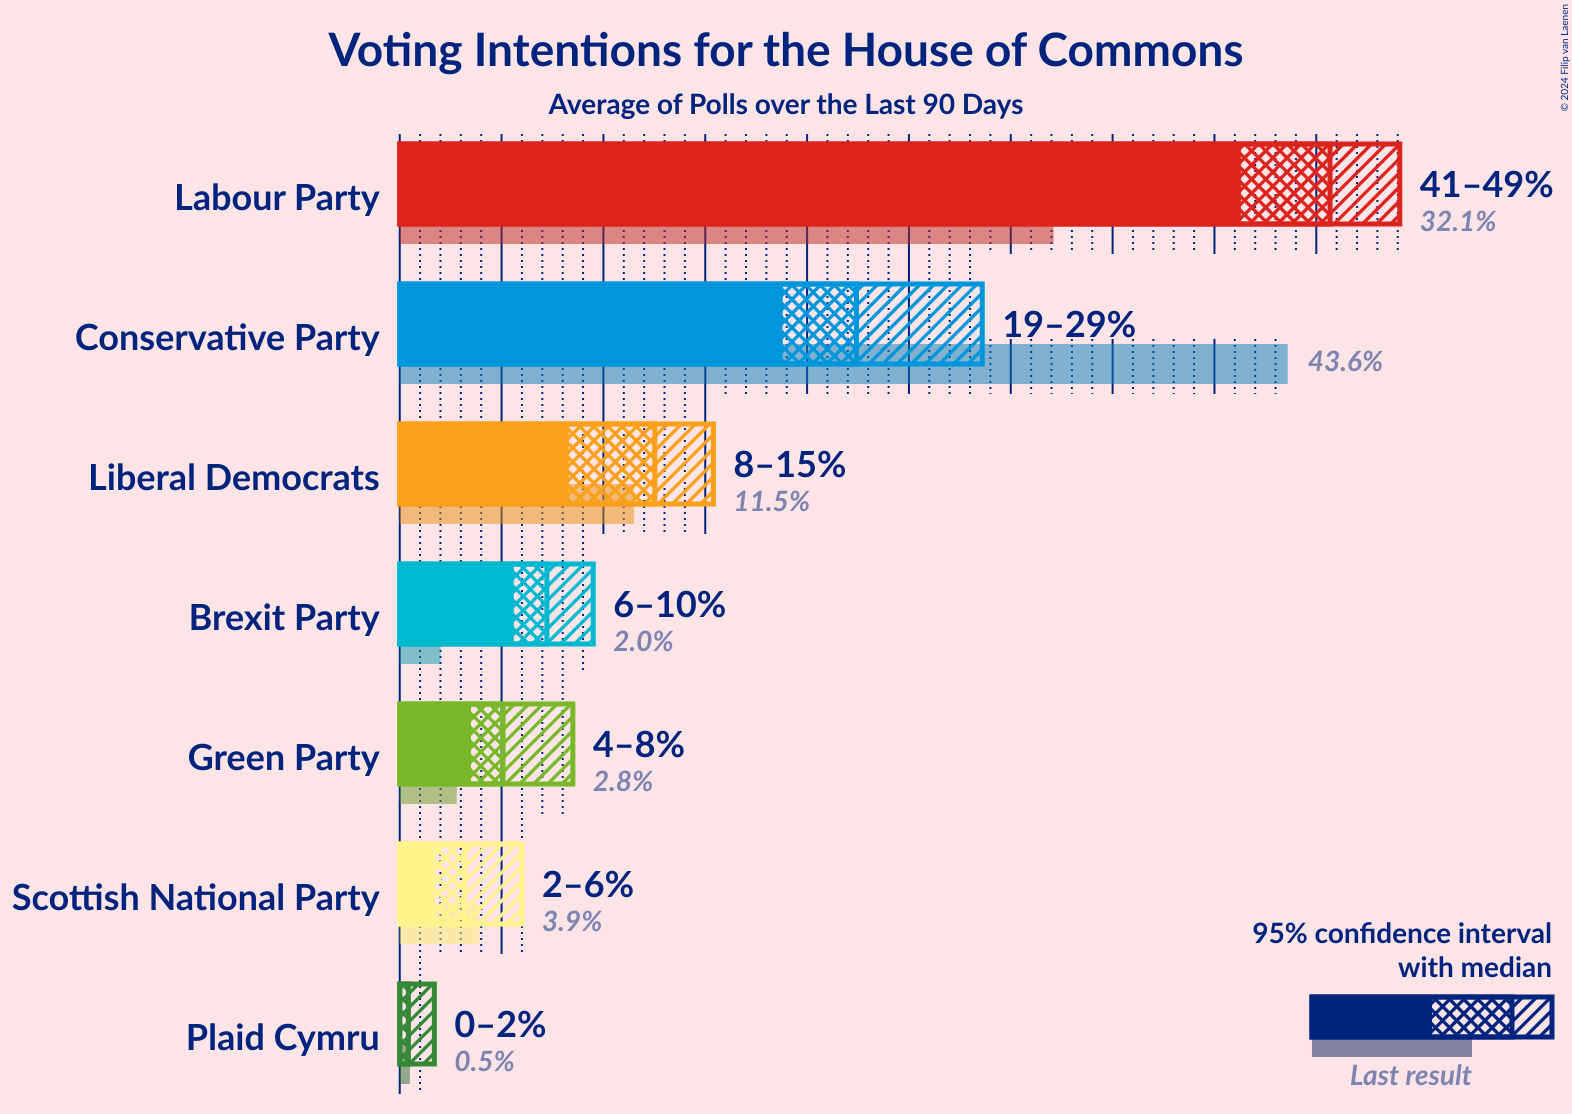 Voting Intentions for the House of Commons
Average of Polls over the Last 90 Days
© 2024 Filip van Laenen
Labour Party
41–49%
32.1%
Conservative Party
19–29%
43.6%
Liberal Democrats
8–15%
11.5%
Brexit Party
6–10%
2.0%
Green Party
4–8%
2.8%
Scottish National Party
2–6%
3.9%
Plaid Cymru
0–2%
0.5%
95% confidence interval
with median
Last result